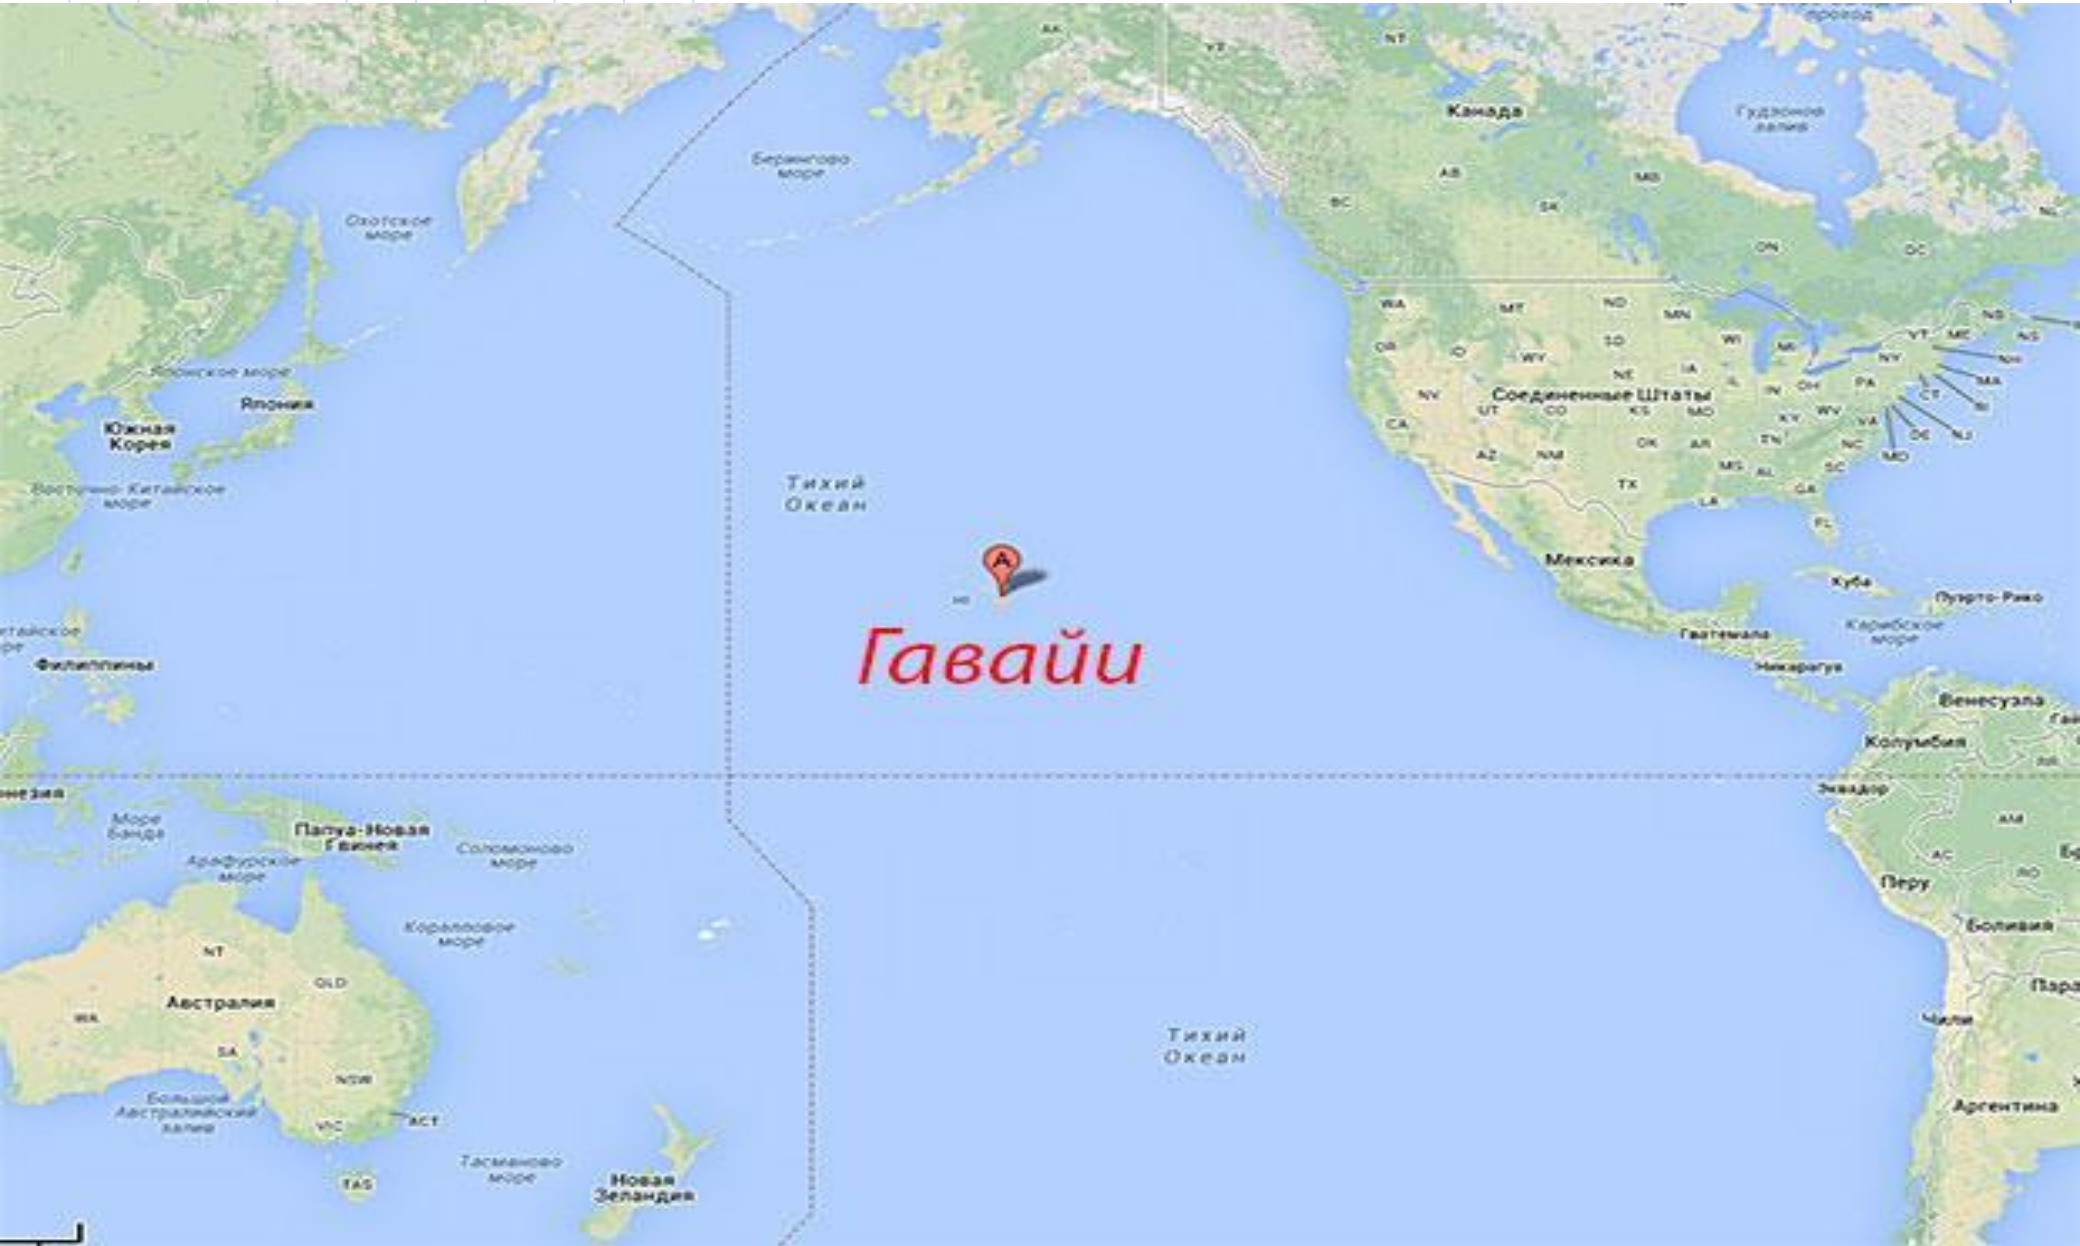 проход
AK
YT
NT
Канада
Гудзонов
залив
Берингово
море
AB
MB
BC
SK
NL
Охотское
море
ON
QC
WA
MT
ND
MN
NB
VT
ME
NS
OR
ID
WY
SD
WI
MI
NY
NH
Японское море
NE
IA
IL
IN
OH
PA
MA
Япония
NV
Соединенные Штаты
CT
RI
UT
CO
KS
MO
KY
WV
VA
Южная
Корея
CA
OK
AR
TN
NC
DE
NJ
AZ
NM
MS
AL
SC
MD
Тихий
Океан
TX
LA
GA
Восточно-Китайское
море
FL
A
Мексика
Куба
HI
Пуэрто-Рико
Карибское
море
Гватемала
Гавайи
Филиппины
Никарагуа
Венесуэла
Колумбия
RR
Эквадор
Море
Банда
Папуа-Новая
Гвинея
AM
Соломоново
море
Арафурское
море
AC
RO
Перу
Коралловое
море
Боливия
NT
QLD
Австралия
WA
Чили
Тихий
Океан
SA
NSW
Большой
Австралийский
залив
VIC
ACT
Аргентина
Тасманово
море
TAS
Новая
Зеландия